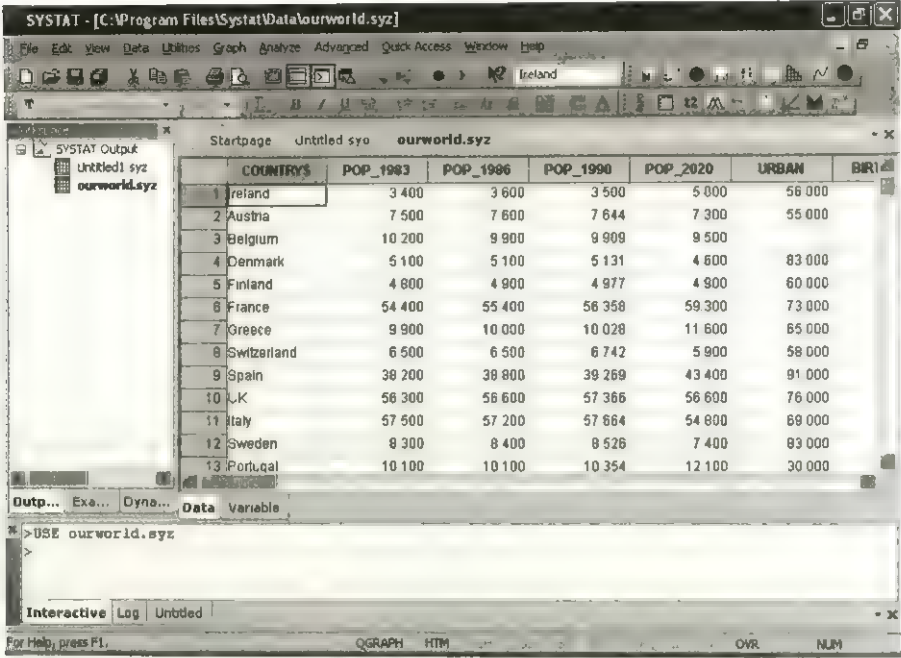 SYSTAT - [C:\Program Files\Systat\Data\ourworld.syz]
File Edit View Data Utilities Graph Analyze Advanced Quick Access Window Help
Ireland
Startpage Untitled syo ourworld.syz
SYSTAT Output
Untitled1 syz
ourworld.syz
COUNTRY$ POP_1983 POP_1986 POP_1990 POP_2020 URBAN
1 Ireland 3 400 3 600 3 500 5 000 56 000
2 Austria 7 500 7 600 7 644 7 300 55 000
3 Belgium 10 200 9 900 9 909 9 500
4 Denmark 5 100 5 100 5 131 4 600 83 000
5 Finland 4 800 4 900 4 977 4 900 60 000
6 France 54 400 55 400 56 358 59.300 73 000
7 Greece 9 900 10 000 10 028 11 600 65 000
8 Switzerland 6 500 6 500 6 742 5 900 58 000
9 Spain 38 200 38 800 39 269 43 400 91 000
10 UK 56 300 56 600 57 366 56 600 76 000
11 Italy 57 500 57 200 57 664 54 800 69 000
12 Sweden 8 300 8 400 8 526 7 400 83 000
13 Portugal 10 100 10 100 10 354 12 100 30 000
Outp... Exa... Dyna... Data Variable
>USE ourworld.syz
>
Interactive Log Untitled
For Help, press F1. QGRAPH HTM OVR NUM